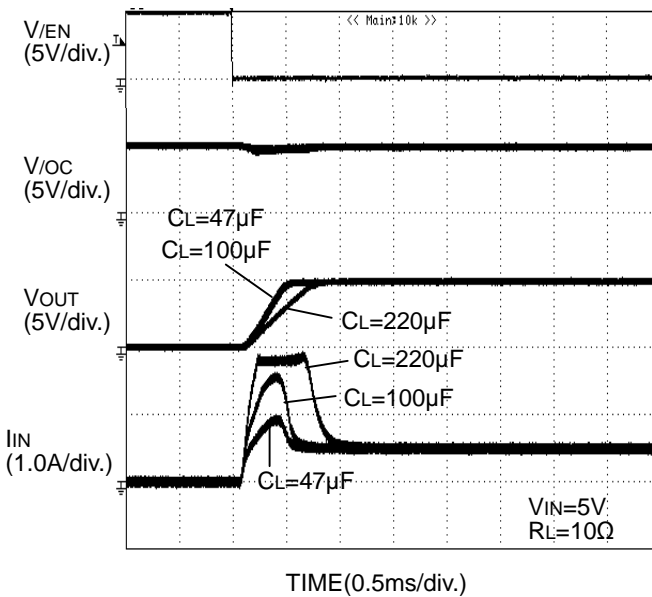 << Main:10k >>
V/EN
(5V/div.)
V/OC
(5V/div.)
CL=47µF
CL=100µF
VOUT
(5V/div.)
CL=220µF
CL=220µF
CL=100µF
IIN
(1.0A/div.)
CL=47µF
VIN=5V
RL=10Ω
TIME(0.5ms/div.)